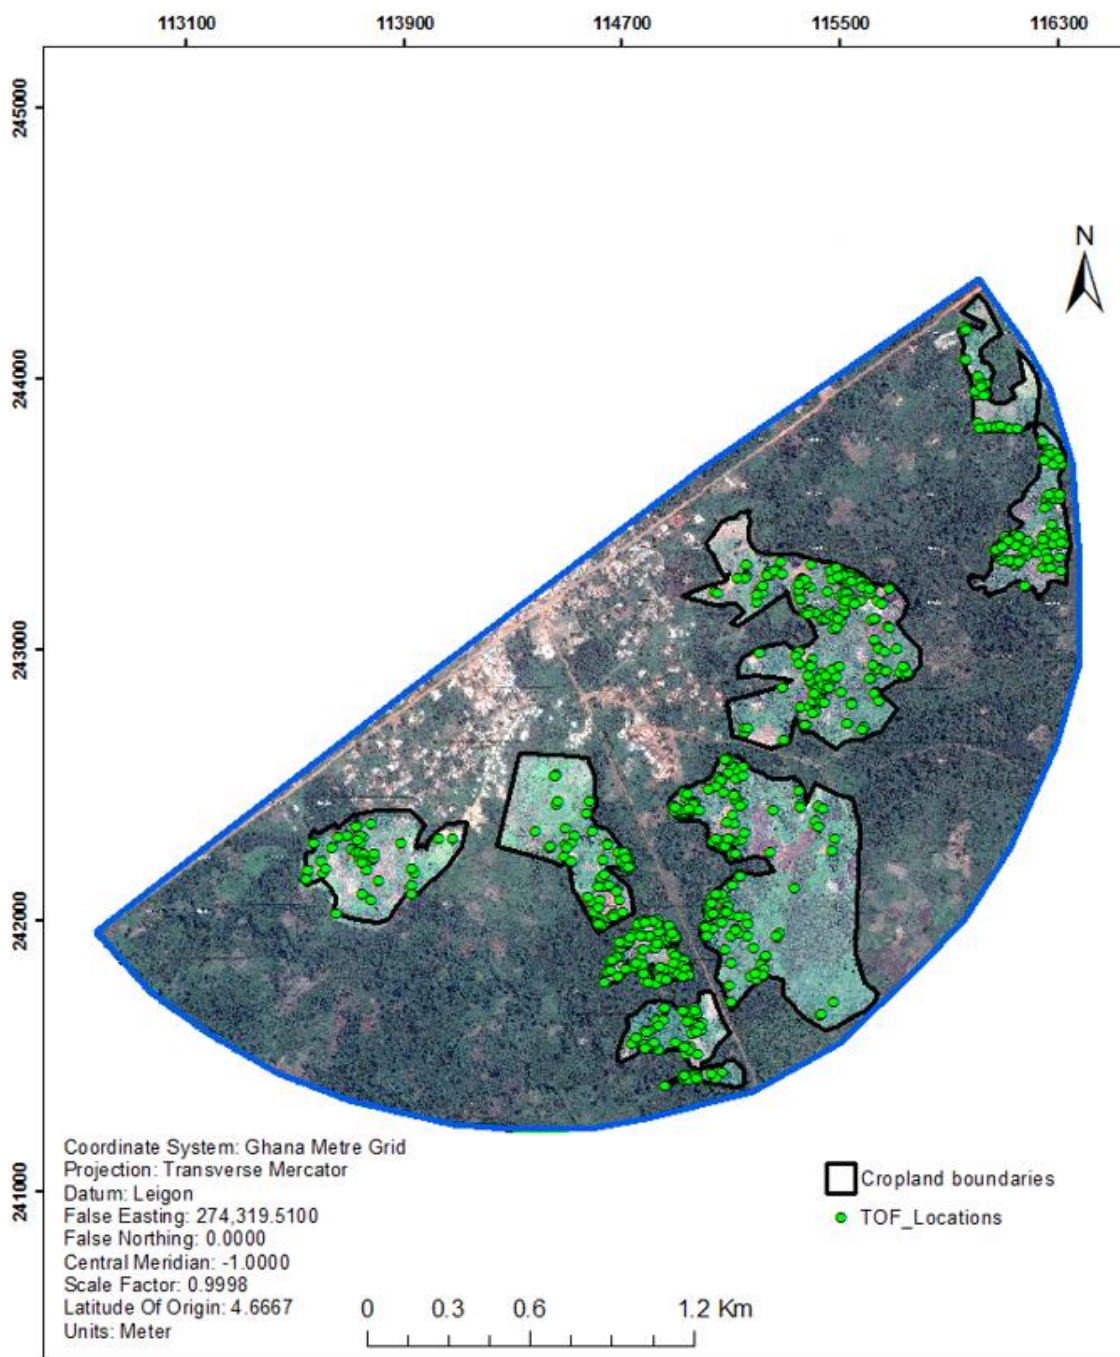 113100 113900 114700 115500 116300
245000
244000
243000
242000
241000
N
Coordinate System: Ghana Metre Grid
Projection: Transverse Mercator
Datum: Leigon
False Easting: 274,319.5100
False Northing: 0.0000
Central Meridian: -1.0000
Scale Factor: 0.9998
Latitude Of Origin: 4.6667
Units: Meter
0 0.3 0.6 1.2 Km
Cropland boundaries
TOF_Locations